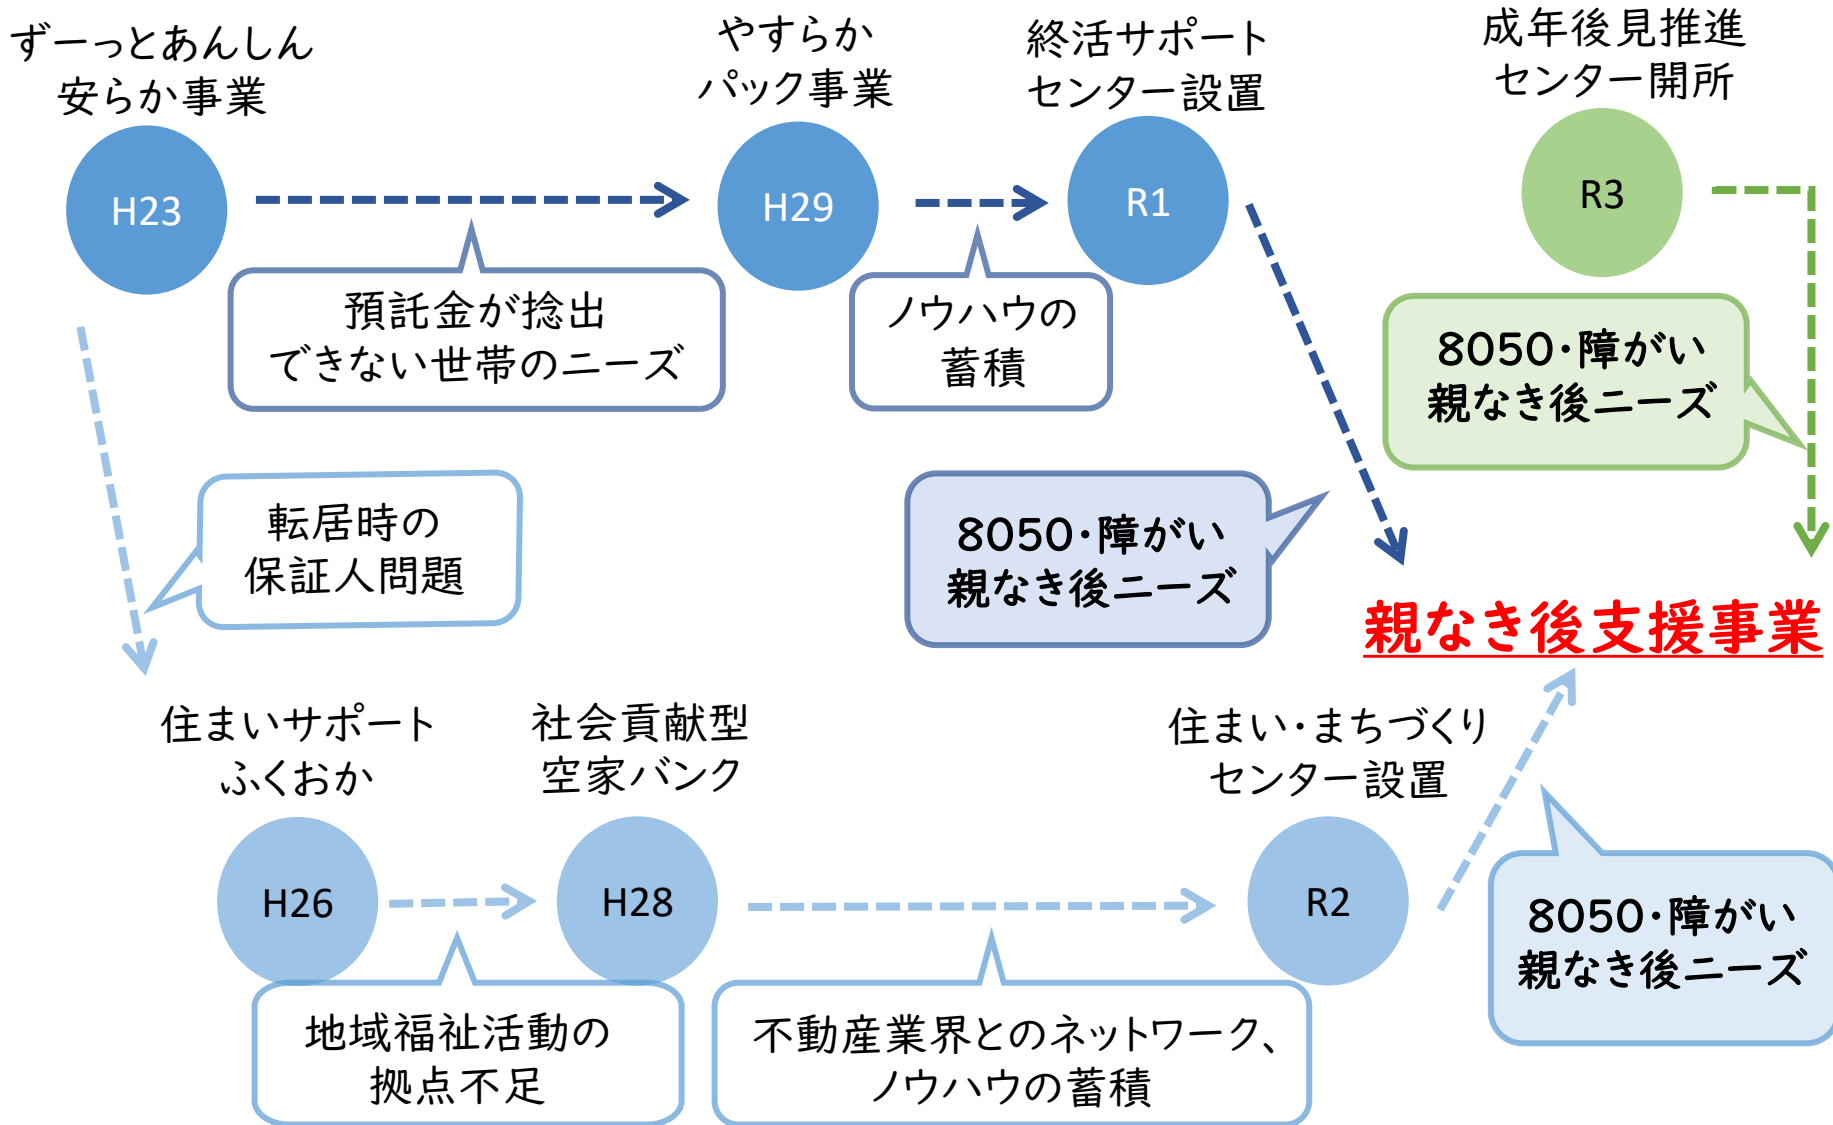 ずーっとあんしん
安らか事業
やすらか
パック事業
終活サポート
センター設置
成年後見推進
センター開所
H23
H29
R1
R3
預託金が捻出
できない世帯のニーズ
ノウハウの
蓄積
8050・障がい
親なき後ニーズ
転居時の
保証人問題
8050・障がい
親なき後ニーズ
親なき後支援事業
住まいサポート
ふくおか
社会貢献型
空家バンク
住まい・まちづくり
センター設置
H26
H28
R2
8050・障がい
親なき後ニーズ
地域福祉活動の
拠点不足
不動産業界とのネットワーク、
ノウハウの蓄積